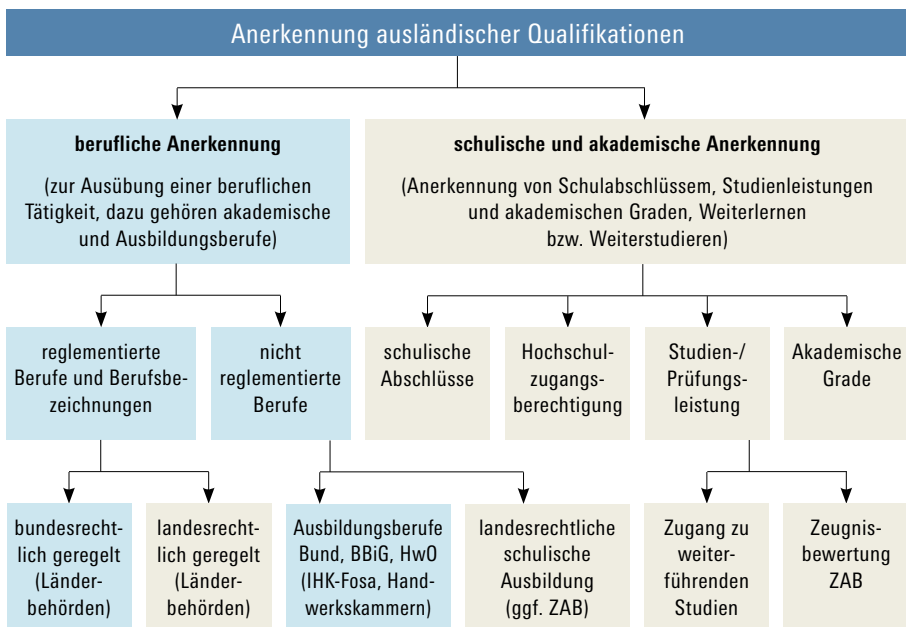 Anerkennung ausländischer Qualifikationen
berufliche Anerkennung
(zur Ausübung einer beruflichen
Tätigkeit, dazu gehören akademische
und Ausbildungsberufe)
schulische und akademische Anerkennung
(Anerkennung von Schulabschlüssem, Studienleistungen
und akademischen Graden, Weiterlernen
bzw. Weiterstudieren)
reglementierte
Berufe und Berufsbe-
zeichnungen
nicht
reglementierte
Berufe
schulische
Abschlüsse
Hochschul-
zugangs-
berechtigung
Studien-/
Prüfungs-
leistung
Akademische
Grade
bundesrecht-
lich geregelt
(Länder-
behörden)
landesrecht-
lich geregelt
(Länder-
behörden)
Ausbildungsberufe
Bund, BBiG, HwO
(IHK-Fosa, Hand-
werkskammern)
landesrechtliche
schulische
Ausbildung
(ggf. ZAB)
Zugang zu
weiter-
führenden
Studien
Zeugnis-
bewertung
ZAB